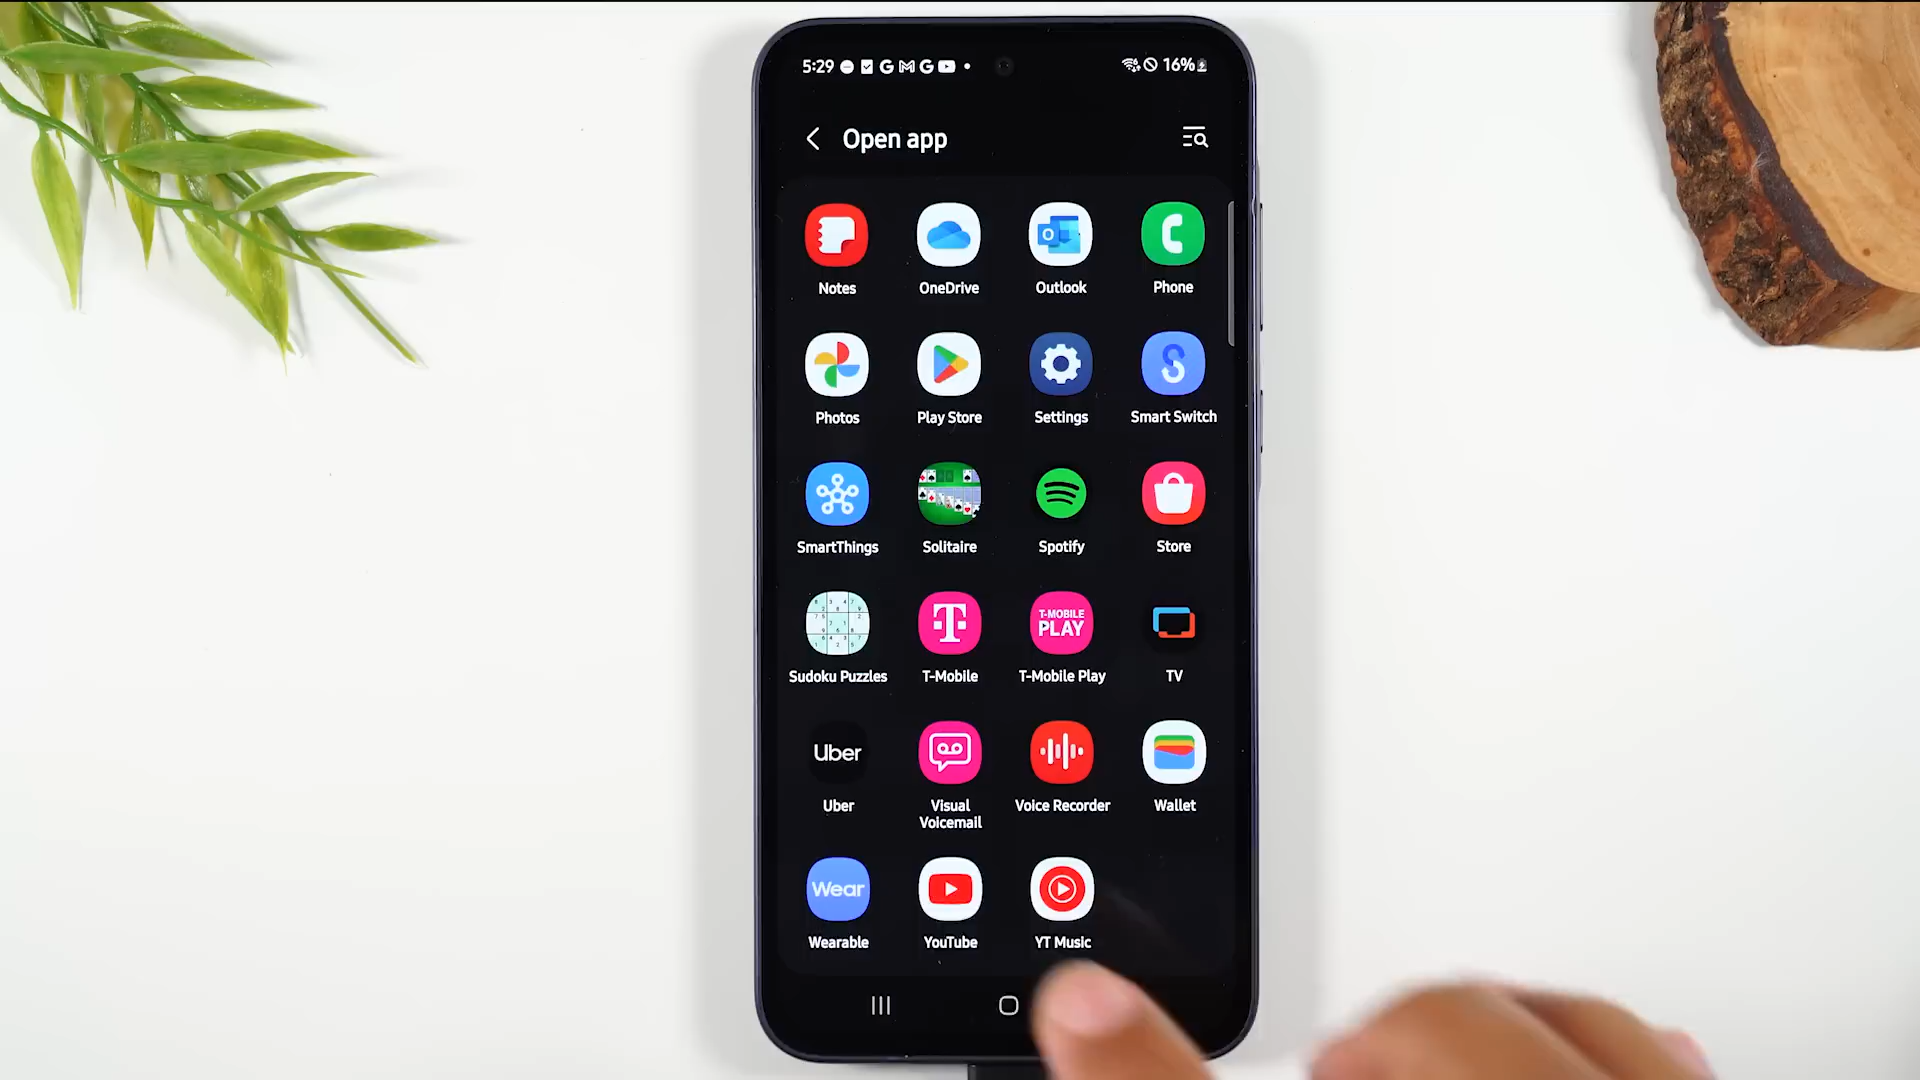 5:29 16%
Open app
Notes OneDrive Outlook Phone
Photos Play Store Settings Smart Switch
SmartThings Solitaire Spotify Store
T-MOBILE
PLAY
Sudoku Puzzles T-Mobile T-Mobile Play TV
Uber
Uber Visual Voice Recorder Wallet
Voicemail
Wear
Wearable YouTube YT Music